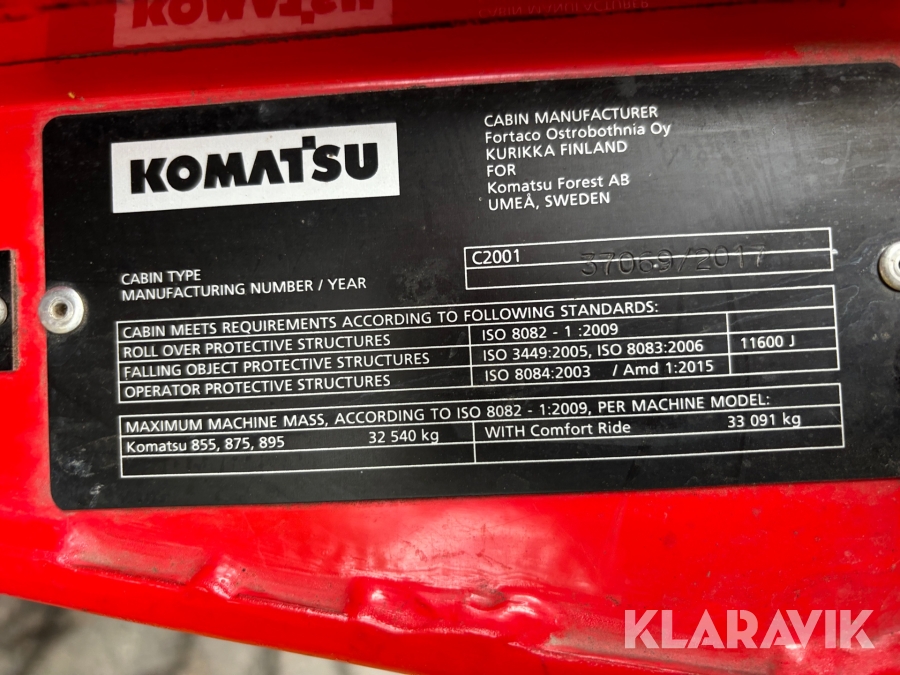 KOMATSU
CABIN MANUFACTURER
Fortaco Ostrobothnia Oy
KURIKKA FINLAND
FOR
Komatsu Forest AB
UMEÅ, SWEDEN
CABIN TYPE C2001
MANUFACTURING NUMBER / YEAR 37069/2017
CABIN MEETS REQUIREMENTS ACCORDING TO FOLLOWING STANDARDS:
ROLL OVER PROTECTIVE STRUCTURES ISO 8082 - 1 :2009
FALLING OBJECT PROTECTIVE STRUCTURES ISO 3449:2005, ISO 8083:2006 11600 J
OPERATOR PROTECTIVE STRUCTURES ISO 8084:2003 / Amd 1:2015
MAXIMUM MACHINE MASS, ACCORDING TO ISO 8082 - 1:2009, PER MACHINE MODEL:
Komatsu 855, 875, 895 32 540 kg WITH Comfort Ride 33 091 kg
KLARAVIK